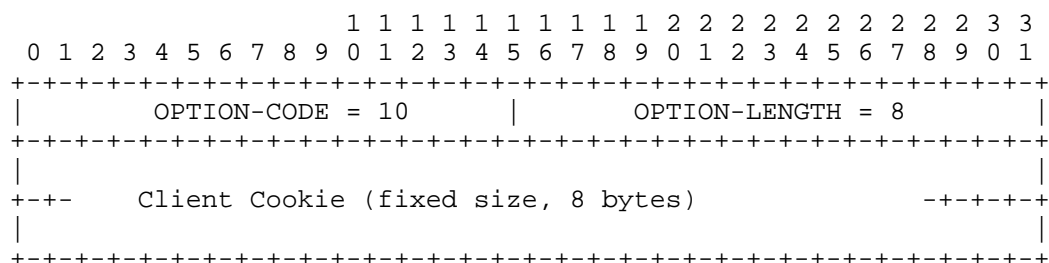 1 1 1 1 1 1 1 1 1 1 2 2 2 2 2 2 2 2 2 2 3 3
  0 1 2 3 4 5 6 7 8 9 0 1 2 3 4 5 6 7 8 9 0 1 2 3 4 5 6 7 8 9 0 1
 +-+-+-+-+-+-+-+-+-+-+-+-+-+-+-+-+-+-+-+-+-+-+-+-+-+-+-+-+-+-+-+-+-+-+
 |         OPTION-CODE = 10      |       OPTION-LENGTH = 8        |
 +-+-+-+-+-+-+-+-+-+-+-+-+-+-+-+-+-+-+-+-+-+-+-+-+-+-+-+-+-+-+-+-+-+-+
 |                                                               |
 +-+-    Client Cookie (fixed size, 8 bytes)              -+-+-+-+
 |                                                               |
 +-+-+-+-+-+-+-+-+-+-+-+-+-+-+-+-+-+-+-+-+-+-+-+-+-+-+-+-+-+-+-+-+-+-+